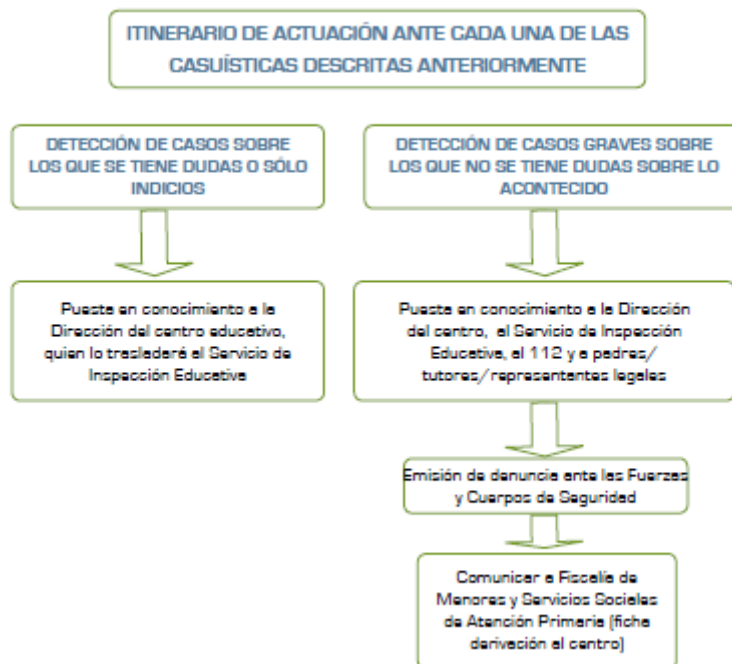 ITINERARIO DE ACTUACIÓN ANTE CADA UNA DE LAS
CASUÍSTICAS DESCRITAS ANTERIORMENTE
DETECCIÓN DE CASOS SOBRE
LOS QUE SE TIENE DUDAS O SÓLO
INDICIOS
DETECCIÓN DE CASOS GRAVES SOBRE
LOS QUE NO SE TIENE DUDAS SOBRE LO
ACONTECIDO
Puesta en conocimiento a la
Dirección del centro educativo,
quien lo trasladará al Servicio de
Inspección Educativa
Puesta en conocimiento a la Dirección
del centro, al Servicio de Inspección
Educativa, al 112 y a padres/
tutores/representantes legales
Emisión de denuncia ante las Fuerzas
y Cuerpos de Seguridad
Comunicar a Fiscalía de
Menores y Servicios Sociales
de Atención Primaria (ficha
derivación al centro)